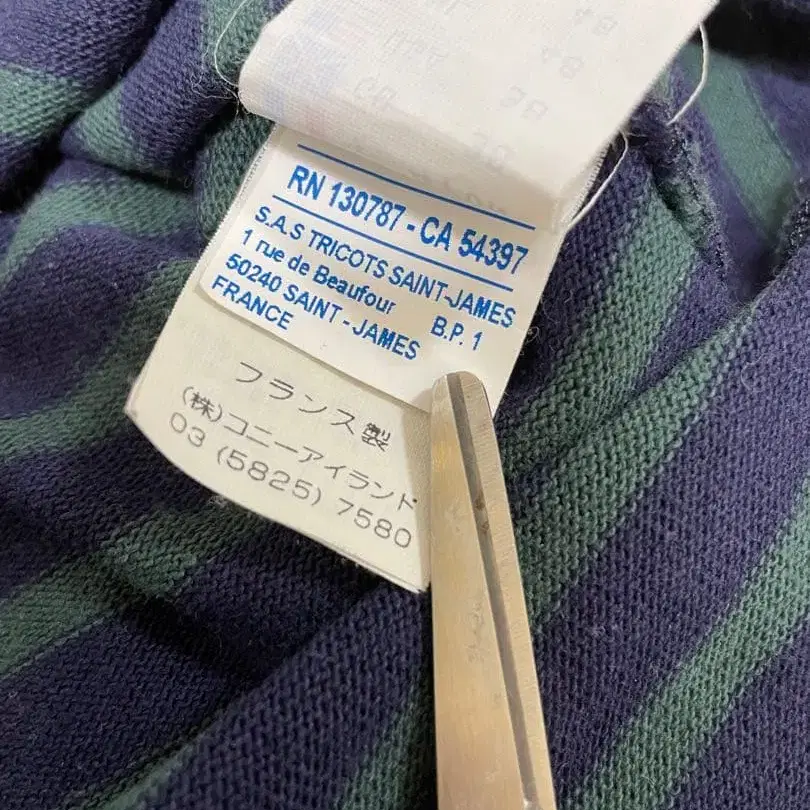 RN 130787 - CA 54397
S.A.S TRICOTS SAINT-JAMES
1 rue de Beaufour B.P. 1
50240 SAINT - JAMES
FRANCE
フランス製
(株)コニーアイランド
03 (5825) 7580